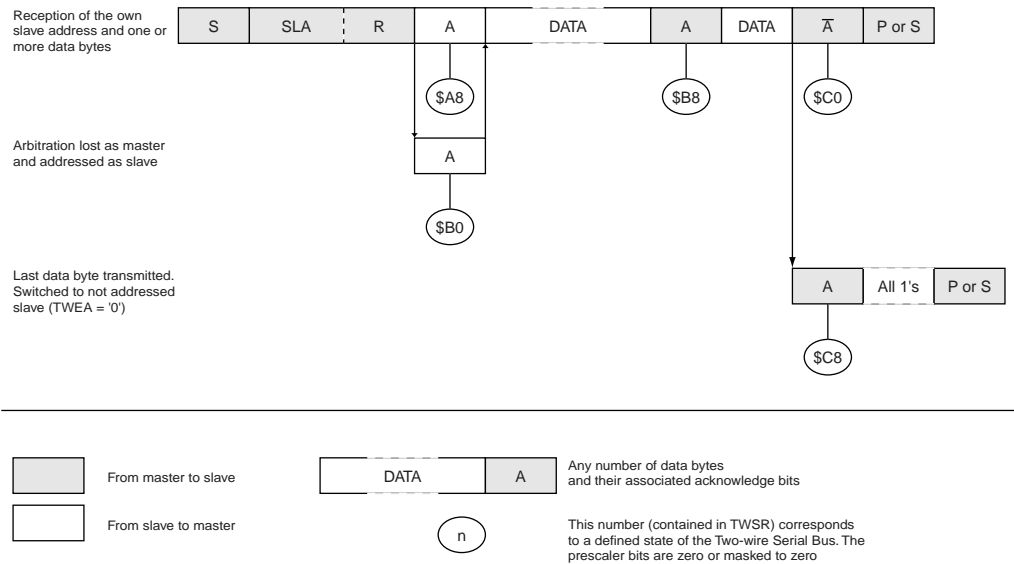 Reception of the own
slave address and one or
more data bytes
S SLA R A DATA A DATA A̅ P or S
$A8 $B8 $C0
Arbitration lost as master
and addressed as slave
A
$B0
Last data byte transmitted.
Switched to not addressed
slave (TWEA = '0')
A All 1's P or S
$C8
From master to slave
DATA A
Any number of data bytes
and their associated acknowledge bits
From slave to master
n
This number (contained in TWSR) corresponds
to a defined state of the Two-wire Serial Bus. The
prescaler bits are zero or masked to zero